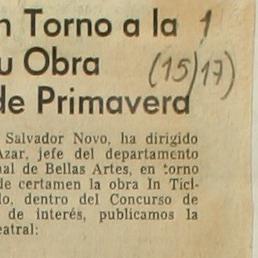 n Torno a la 1
u Obra (15/17)
de Primavera
Salvador Novo, ha dirigido
Azar, jefe del departamento
nal de Bellas Artes, en torno
de certamen la obra In Ticl-
lo, dentro del Concurso de
de interés, publicamos la
eatral: